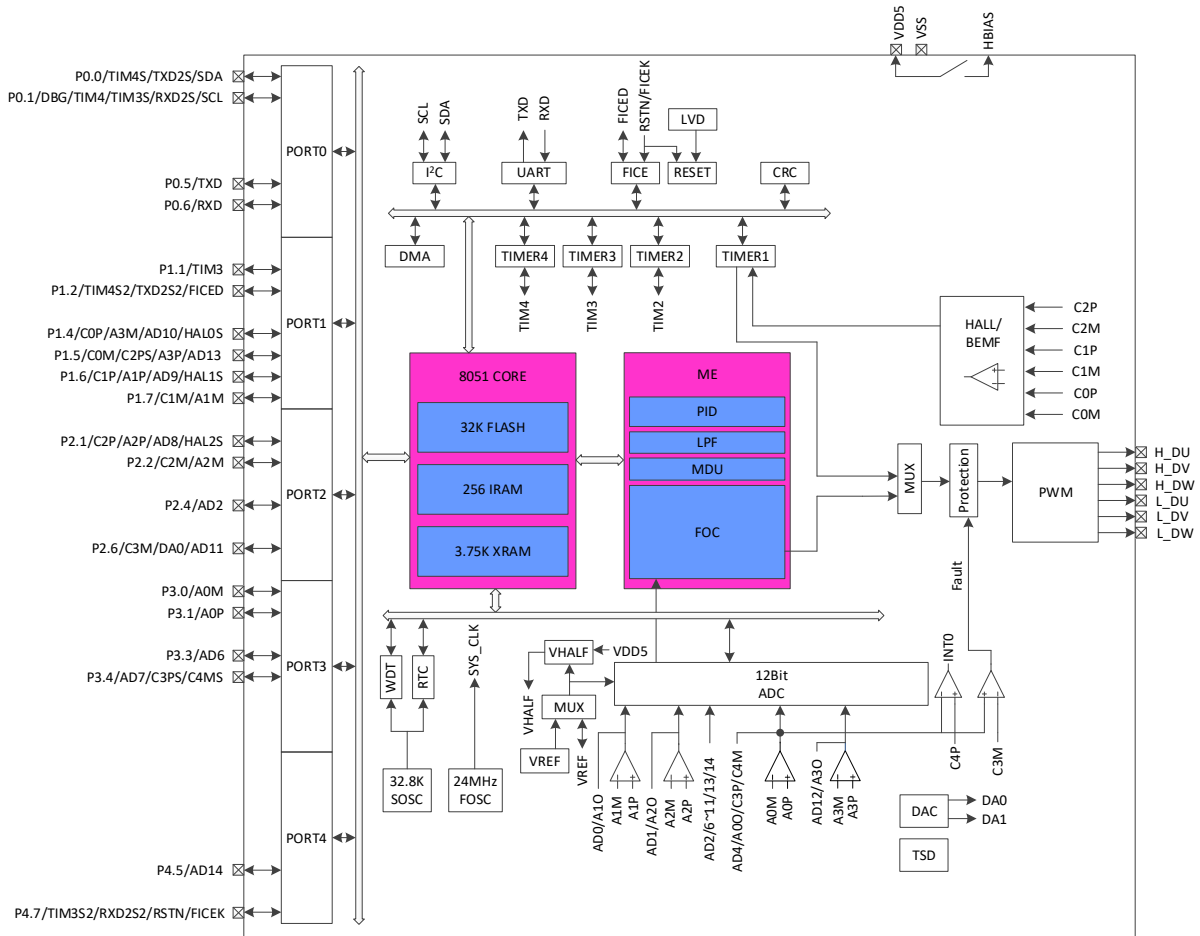 VDD5
VSS
HBIAS
P0.0/TIM4S/TXD2S/SDA
P0.1/DBG/TIM4/TIM3S/RXD2S/SCL
P0.5/TXD
P0.6/RXD
P1.1/TIM3
P1.2/TIM4S2/TXD2S2/FICED
P1.4/C0P/A3M/AD10/HAL0S
P1.5/C0M/C2PS/A3P/AD13
P1.6/C1P/A1P/AD9/HAL1S
P1.7/C1M/A1M
P2.1/C2P/A2P/AD8/HAL2S
P2.2/C2M/A2M
P2.4/AD2
P2.6/C3M/DA0/AD11
P3.0/A0M
P3.1/A0P
P3.3/AD6
P3.4/AD7/C3PS/C4MS
P4.5/AD14
P4.7/TIM3S2/RXD2S2/RSTN/FICEK
PORT0
PORT1
PORT2
PORT3
PORT4
SCL
SDA
TXD
RXD
FICED
RSTN/FICEK
LVD
I²C
UART
FICE
RESET
CRC
DMA
TIMER4
TIMER3
TIMER2
TIMER1
TIM4
TIM3
TIM2
8051 CORE
32K FLASH
256 IRAM
3.75K XRAM
ME
PID
LPF
MDU
FOC
HALL/
BEMF
C2P
C2M
C1P
C1M
C0P
C0M
MUX
Protection
PWM
H_DU
H_DV
H_DW
L_DU
L_DV
L_DW
Fault
WDT
RTC
SYS_CLK
32.8K
SOSC
24MHz
FOSC
VHALF
VDD5
VHALF
MUX
VREF
VREF
12Bit
ADC
INT0
C4P
C3M
AD0/A1O
A1M
A1P
AD1/A2O
A2M
A2P
AD2/6~11/13/14
AD4/A0O/C3P/C4M
A0M
A0P
AD12/A3O
A3M
A3P
DAC
DA0
DA1
TSD